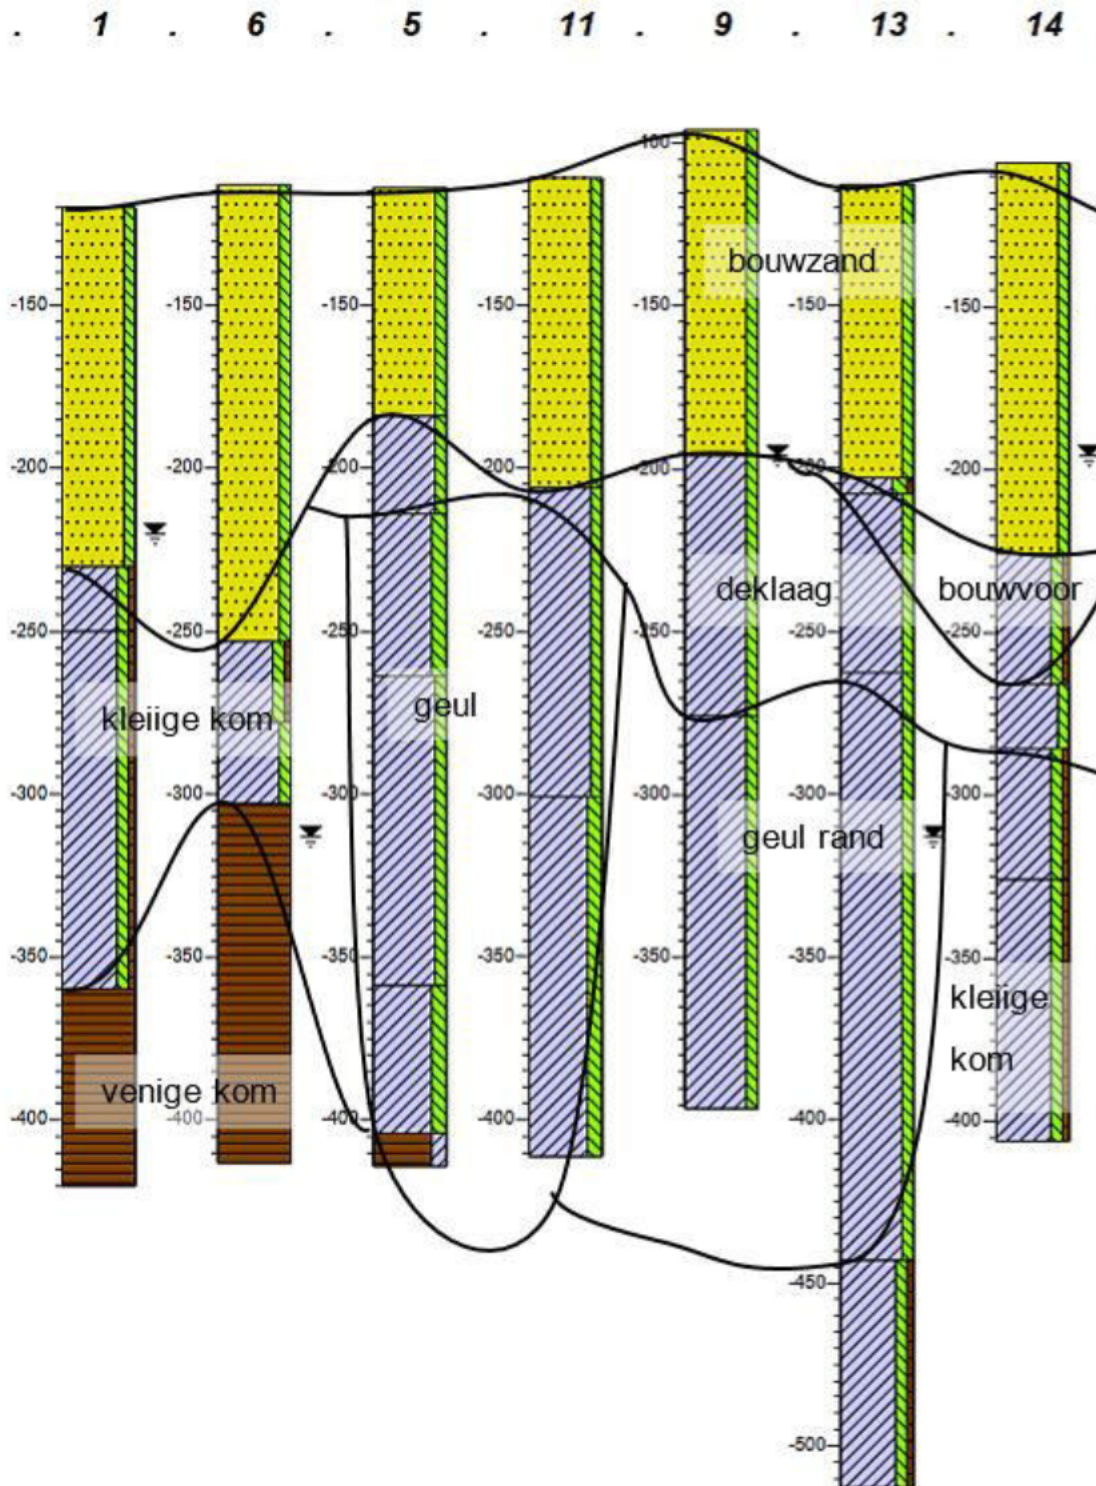 . 1 . 6 . 5 . 11 . 9 . 13 . 14
-100
-150 -150 -150 -150 -150 -150 -150
bouwzand
-200 -200 -200 -200 -200 -200
-250 -250 -250 -250 -250 -250
deklaag bouwvoor
kleiige kom geul
-300 -300 -300 -300 -300 -300 -300
geul rand
-350 -350 -350 -350 -350 -350 -350
kleiige
kom
venige kom
-400 -400 -400 -400 -400 -400 -400
-450
-500